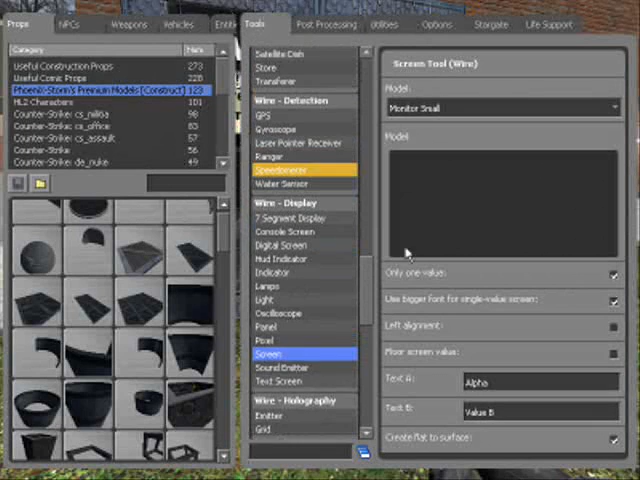 Props NPCs Weapons Vehicles Entiti
Category Num
Useful Construction Props 273
Useful Comic Props 228
Phoenix-Storm's Premium Models [Construct] 123
HL2 Characters 101
Counter-Strike: cs_militia 98
Counter-Strike: cs_office 83
Counter-Strike: cs_assault 57
Counter-Strike 56
Counter-Strike: de_nuke 49
Tools Post Processing Utilities Options Stargate Life Support
Satellite Dish
Store
Transferer
Wire - Detection
GPS
Gyroscope
Laser Pointer Receiver
Ranger
Speedometer
Water Sensor
Wire - Display
7 Segment Display
Console Screen
Digital Screen
Hud Indicator
Indicator
Lamps
Light
Oscilloscope
Panel
Pixel
Screen
Sound Emitter
Text Screen
Wire - Holography
Emitter
Grid
Screen Tool (Wire)
Model:
Monitor Small
Model:
Only one value:
Use bigger font for single-value screen:
Left alignment:
Floor screen value:
Text A: Alpha
Text B: Value B
Create flat to surface: